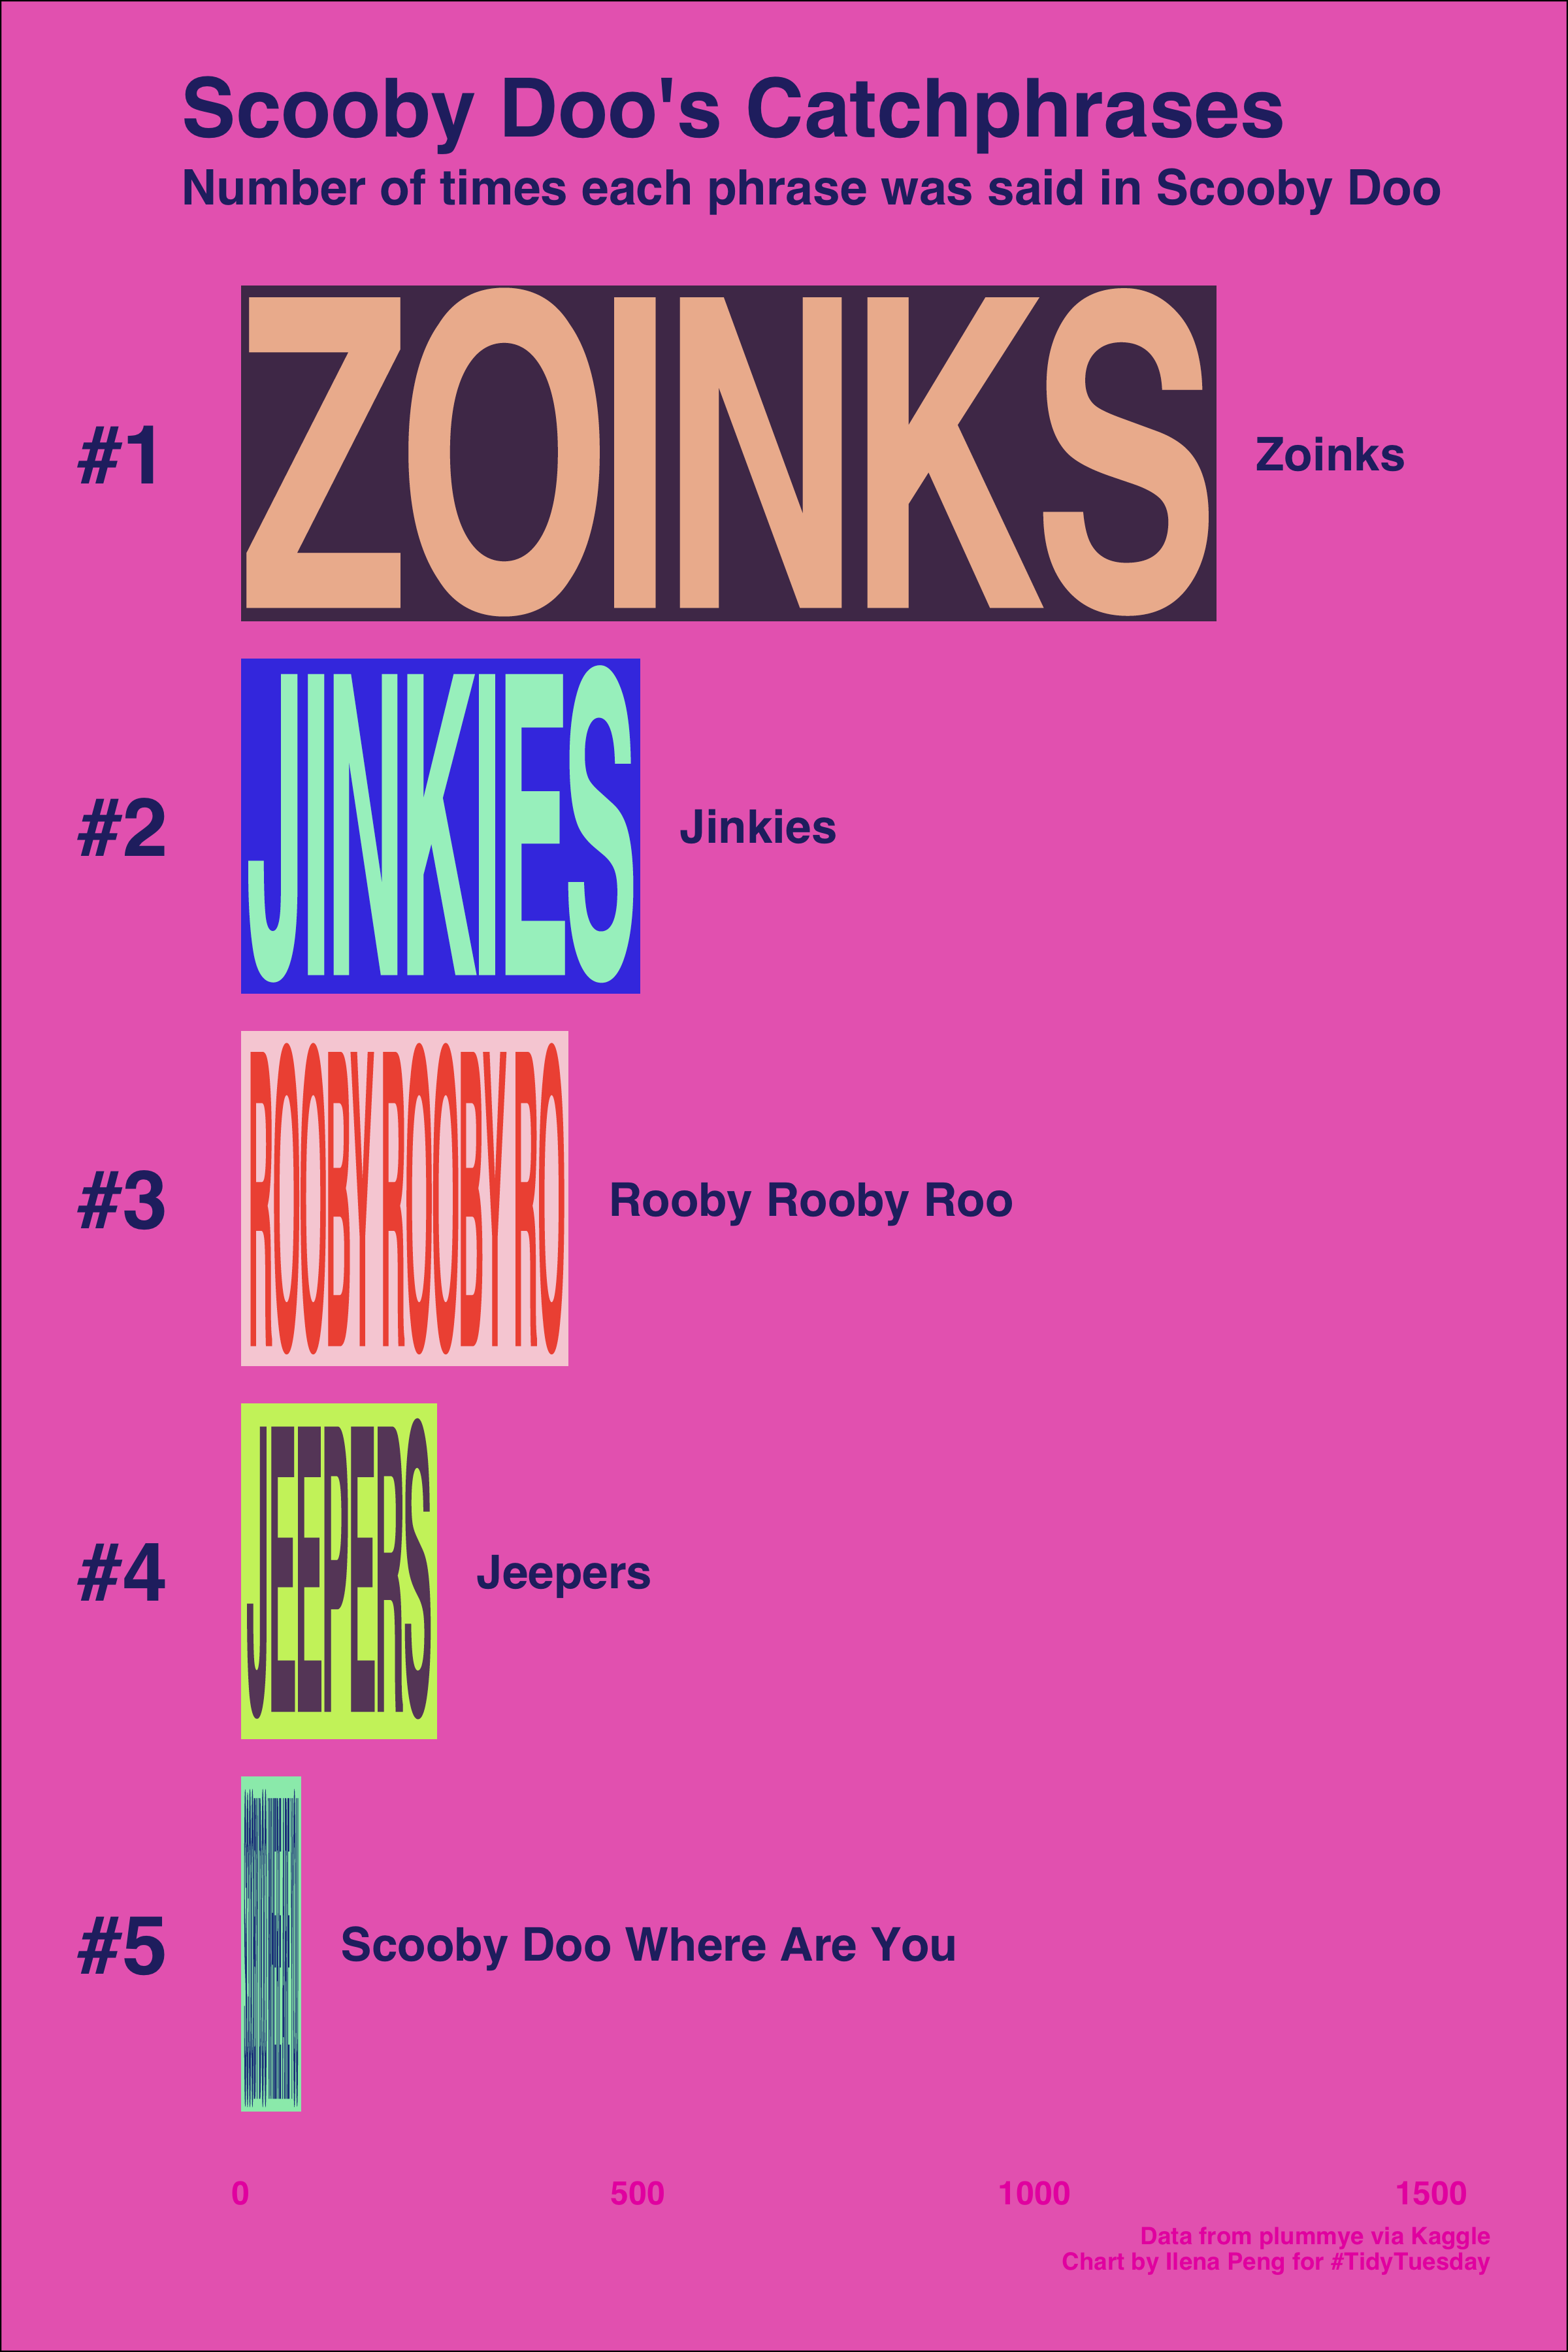 Scooby Doo's Catchphrases
Number of times each phrase was said in Scooby Doo
#1
ZOINKS
Zoinks
#2
JINKIES
Jinkies
#3
ROOBY ROOBY RO
Rooby Rooby Roo
#4
JEEPERS
Jeepers
#5
Scooby Doo Where Are You
0 500 1000 1500
Data from plummye via Kaggle
Chart by Ilena Peng for #TidyTuesday